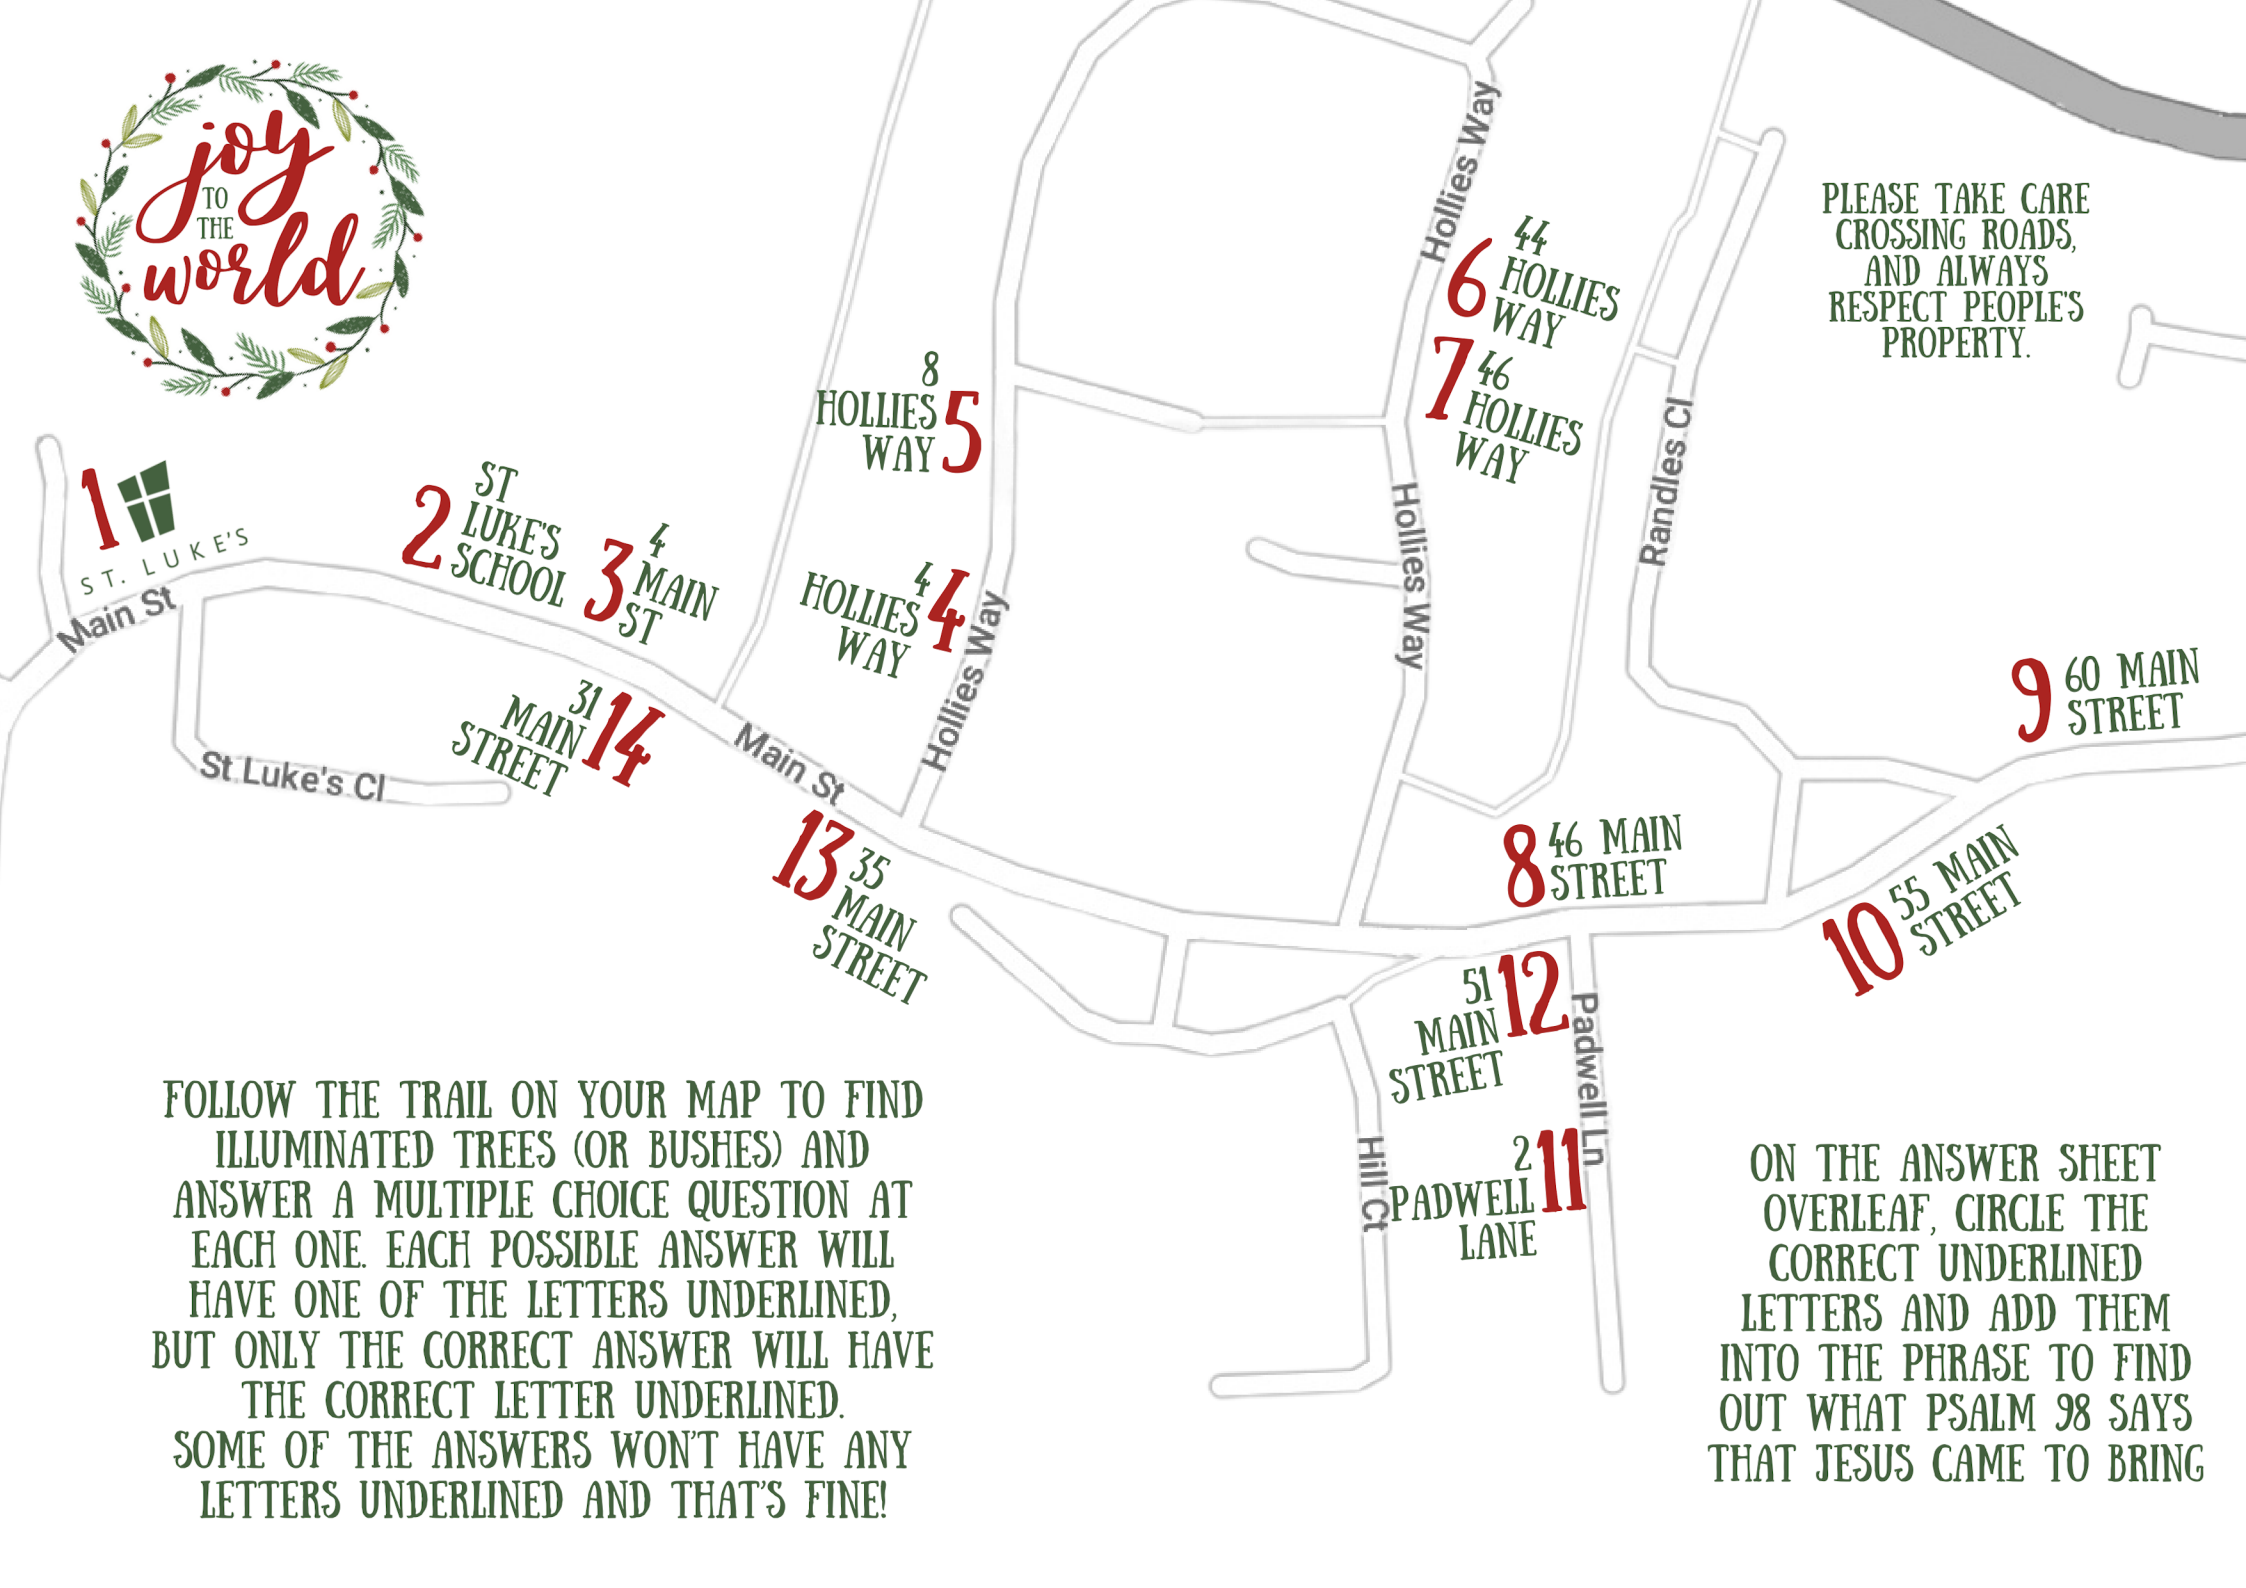 joy
TO
THE
world
PLEASE TAKE CARE
CROSSING ROADS,
AND ALWAYS
RESPECT PEOPLE'S
PROPERTY.
1
ST. LUKE'S
2
ST
LUKE'S
SCHOOL
3
4
MAIN
ST
4
HOLLIES
WAY
4
8
HOLLIES
WAY
5
6
44
HOLLIES
WAY
7
46
HOLLIES
WAY
8
46 MAIN
STREET
9
60 MAIN
STREET
10
55 MAIN
STREET
2
PADWELL
LANE
11
51
MAIN
STREET
12
13
35
MAIN
STREET
31
MAIN
STREET
14
Main St
St Luke's Cl
Main St
Hollies Way
Hollies Way
Hollies Way
Randles Cl
Padwell Ln
Hill Ct
FOLLOW THE TRAIL ON YOUR MAP TO FIND
ILLUMINATED TREES (OR BUSHES) AND
ANSWER A MULTIPLE CHOICE QUESTION AT
EACH ONE. EACH POSSIBLE ANSWER WILL
HAVE ONE OF THE LETTERS UNDERLINED,
BUT ONLY THE CORRECT ANSWER WILL HAVE
THE CORRECT LETTER UNDERLINED.
SOME OF THE ANSWERS WON'T HAVE ANY
LETTERS UNDERLINED AND THAT'S FINE!
ON THE ANSWER SHEET
OVERLEAF, CIRCLE THE
CORRECT UNDERLINED
LETTERS AND ADD THEM
INTO THE PHRASE TO FIND
OUT WHAT PSALM 98 SAYS
THAT JESUS CAME TO BRING